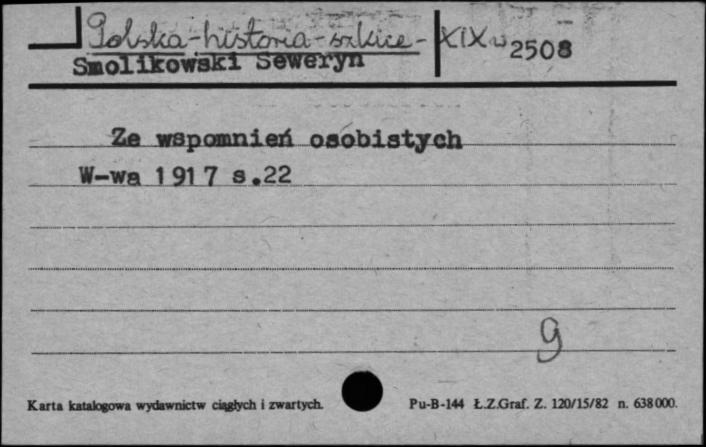 Polska-historia-szkice-XIX w 2508
Smolikowski Seweryn
Ze wspomnień osobistych
W-wa 1917 s.22
g
Karta katalogowa wydawnictw ciągłych i zwartych. Pu-B-144 Ł.Z.Graf. Z. 120/15/82 n. 638000.